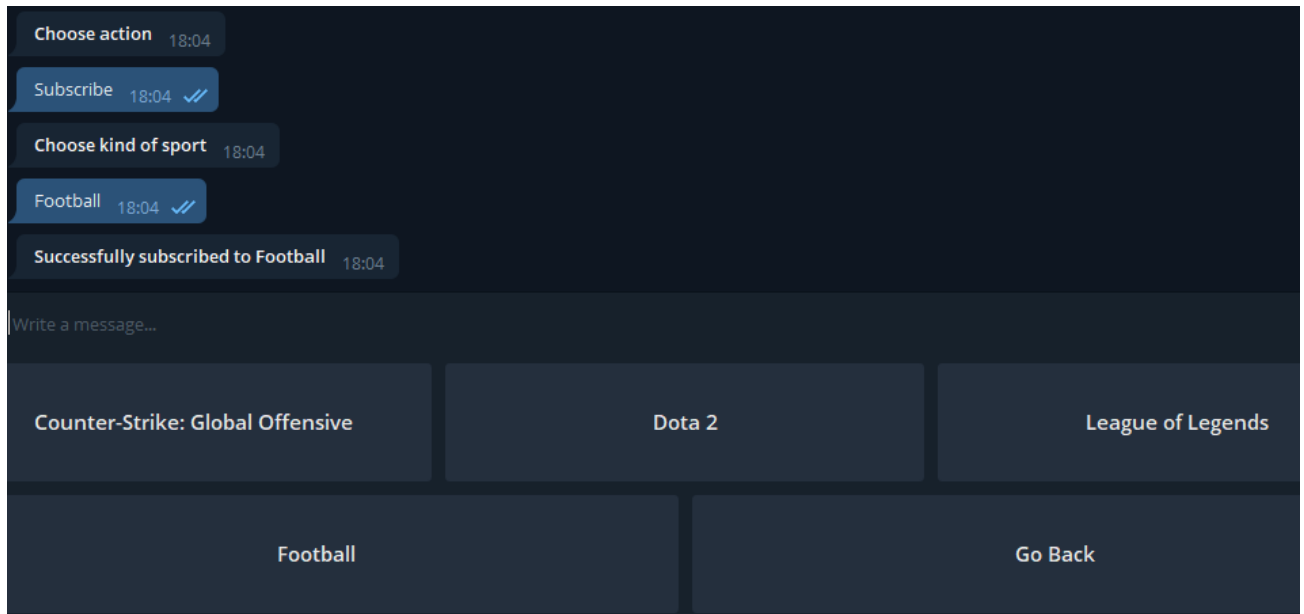 Choose action 18:04
Subscribe 18:04
Choose kind of sport 18:04
Football 18:04
Successfully subscribed to Football 18:04
Write a message...
Counter-Strike: Global Offensive
Dota 2
League of Legends
Football
Go Back